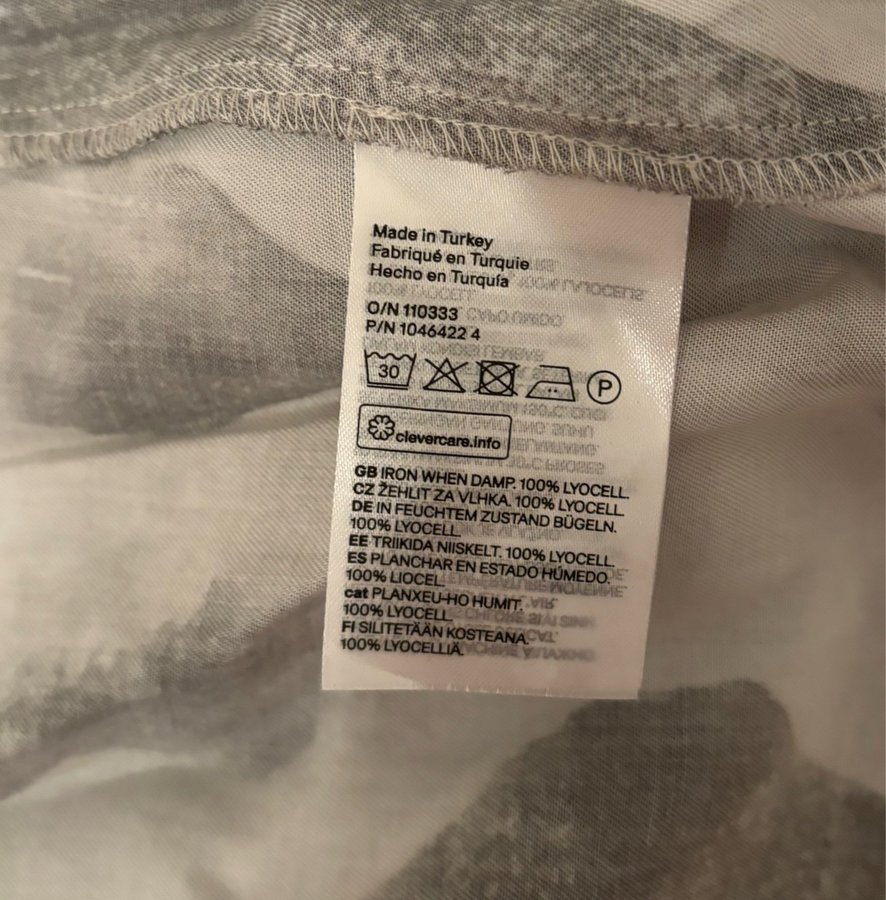 Made in Turkey
Fabriqué en Turquie
Hecho en Turquía
O/N 110333
P/N 1046422 4
30
P
clevercare.info
GB IRON WHEN DAMP. 100% LYOCELL.
CZ ŽEHLIT ZA VLHKA. 100% LYOCELL.
DE IN FEUCHTEM ZUSTAND BÜGELN.
100% LYOCELL.
EE TRIIKIDA NIISKELT. 100% LYOCELL.
ES PLANCHAR EN ESTADO HÚMEDO.
100% LIOCEL.
cat PLANXEU-HO HUMIT.
100% LYOCELL.
FI SILITETÄÄN KOSTEANA.
100% LYOCELLIÄ.